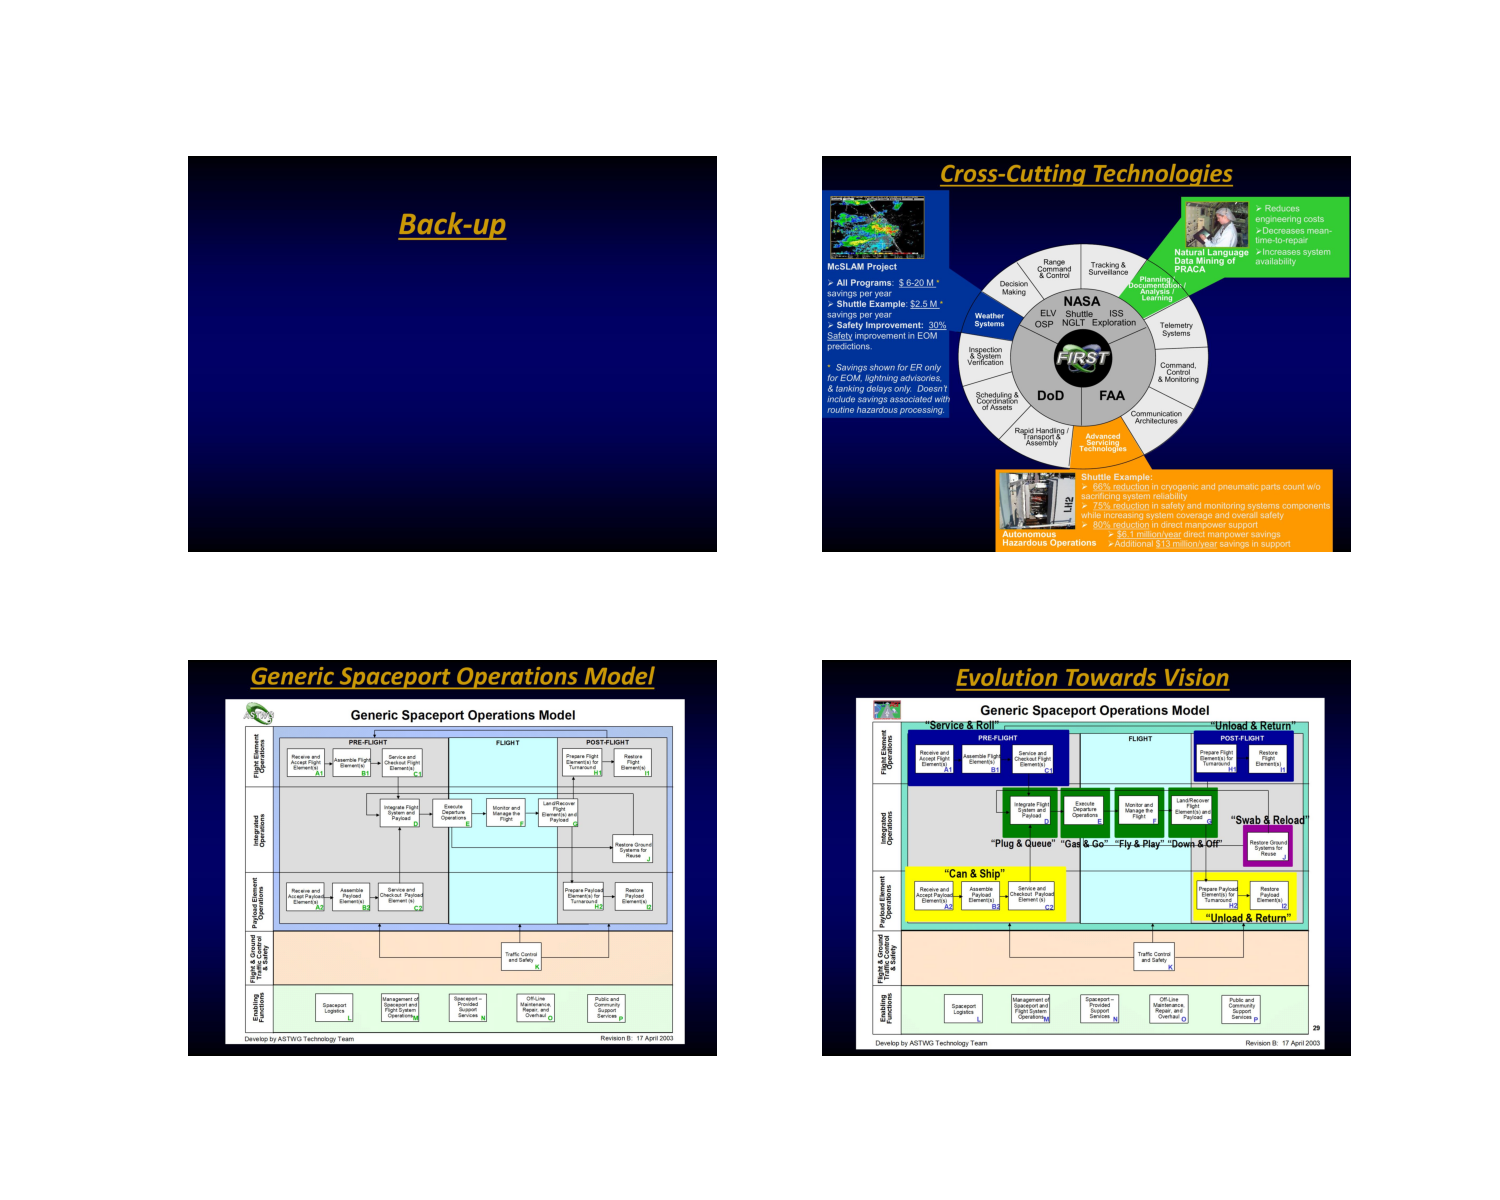 Back-up
Cross-Cutting Technologies
McSLAM Project
➢ All Programs: $ 6-20 M *
savings per year
➢ Shuttle Example: $2.5 M *
savings per year
➢ Safety Improvement: 30%
Safety improvement in EOM
predictions.
* Savings shown for ER only
for EOM, lightning advisories,
& tanking delays only. Doesn't
include savings associated with
routine hazardous processing.
➢ Reduces
engineering costs
➢Decreases mean-
time-to-repair
➢Increases system
availability
Natural Language
Data Mining of
PRACA
Decision
Making
Range
Command
& Control
Tracking &
Surveillance
Planning /
Documentation /
Analysis /
Learning
Telemetry
Systems
Command,
Control
& Monitoring
Communication
Architectures
Advanced
Servicing
Technologies
Rapid Handling /
Transport &
Assembly
Scheduling &
Coordination
of Assets
Inspection
& System
Verification
Weather
Systems
NASA
ELV Shuttle ISS
OSP NGLT Exploration
FIRST
DoD
FAA
LH2
Autonomous
Hazardous Operations
Shuttle Example:
➢ 66% reduction in cryogenic and pneumatic parts count w/o
sacrificing system reliability
➢ 75% reduction in safety and monitoring systems components
while increasing system coverage and overall safety
➢ 80% reduction in direct manpower support
➢ $6.1 million/year direct manpower savings
➢Additional $13 million/year savings in support
Generic Spaceport Operations Model
ASTWG
Generic Spaceport Operations Model
PRE-FLIGHT
FLIGHT
POST-FLIGHT
Flight Element
Operations
Receive and
Accept Flight
Element(s)
A1
Assemble Flight
Element(s)
B1
Service and
Checkout Flight
Element(s)
C1
Prepare Flight
Element(s) for
Turnaround
H1
Restore
Flight
Element(s)
I1
Integrated
Operations
Integrate Flight
System and
Payload
D
Execute
Departure
Operations
E
Monitor and
Manage the
Flight
F
Land/Recover
Flight
Element(s) and
Payload
G
Restore Ground
Systems for
Reuse
J
Payload Element
Operations
Receive and
Accept Payload
Element(s)
A2
Assemble
Payload
Element(s)
B2
Service and
Checkout Payload
Element (s)
C2
Prepare Payload
Element(s) for
Turnaround
H2
Restore
Payload
Element(s)
I2
Flight & Ground
Traffic Control
& Safety
Traffic Control
and Safety
K
Enabling
Functions
Spaceport
Logistics
L
Management of
Spaceport and
Flight System
Operations
M
Spaceport –
Provided
Support
Services
N
Off-Line
Maintenance,
Repair, and
Overhaul
O
Public and
Community
Support
Services
P
Develop by ASTWG Technology Team
Revision B: 17 April 2003
Evolution Towards Vision
Generic Spaceport Operations Model
"Service & Roll"
"Unload & Return"
PRE-FLIGHT
FLIGHT
POST-FLIGHT
Flight Element
Operations
Receive and
Accept Flight
Element(s)
A1
Assemble Flight
Element(s)
B1
Service and
Checkout Flight
Element(s)
C1
Prepare Flight
Element(s) for
Turnaround
H1
Restore
Flight
Element(s)
I1
Integrated
Operations
Integrate Flight
System and
Payload
D
Execute
Departure
Operations
E
Monitor and
Manage the
Flight
F
Land/Recover
Flight
Element(s) and
Payload
G
"Swab & Reload"
Restore Ground
Systems for
Reuse
J
"Plug & Queue" "Gas & Go" "Fly & Play" "Down & Off"
"Can & Ship"
Payload Element
Operations
Receive and
Accept Payload
Element(s)
A2
Assemble
Payload
Element(s)
B2
Service and
Checkout Payload
Element (s)
C2
Prepare Payload
Element(s) for
Turnaround
H2
Restore
Payload
Element(s)
I2
"Unload & Return"
Flight & Ground
Traffic Control
& Safety
Traffic Control
and Safety
K
Enabling
Functions
Spaceport
Logistics
L
Management of
Spaceport and
Flight System
Operations
M
Spaceport –
Provided
Support
Services
N
Off-Line
Maintenance,
Repair, and
Overhaul
O
Public and
Community
Support
Services
P
29
Develop by ASTWG Technology Team
Revision B: 17 April 2003